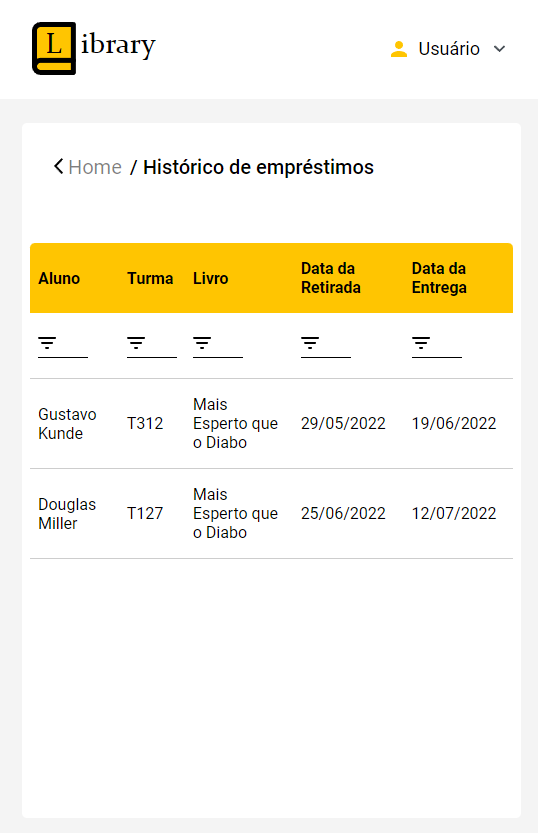 Library
Usuário
Home / Histórico de empréstimos
Aluno Turma Livro Data da Retirada Data da Entrega
Gustavo Kunde T312 Mais Esperto que o Diabo 29/05/2022 19/06/2022
Douglas Miller T127 Mais Esperto que o Diabo 25/06/2022 12/07/2022